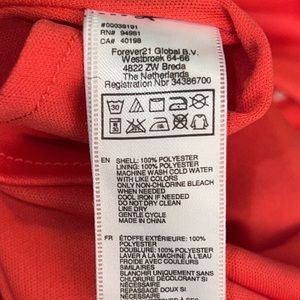 #00038191
RN# 94981
CA# 40198
Forever21 Global B.V.
Westbroek 64-66
4822 ZW Breda
The Netherlands
Registration Nbr 34386700
30
EN SHELL: 100% POLYESTER
LINING: 100% POLYESTER
MACHINE WASH COLD WATER
WITH LIKE COLORS
ONLY NON-CHLORINE BLEACH
WHEN NEEDED
COOL IRON IF NEEDED
DO NOT DRY CLEAN
LINE DRY
GENTLE CYCLE
MADE IN CHINA
FR ÉTOFFE EXTÉRIEURE: 100%
POLYESTER
DOUBLURE: 100% POLYESTER
LAVER À LA MACHINE À L'EAU
FROIDE AVEC COULEURS
SIMILAIRES
BLANCHIR UNIQUEMENT SANS
CHLORE SI NÉCESSAIRE
REPASSAGE À DOUX SI
NÉCESSAIRE